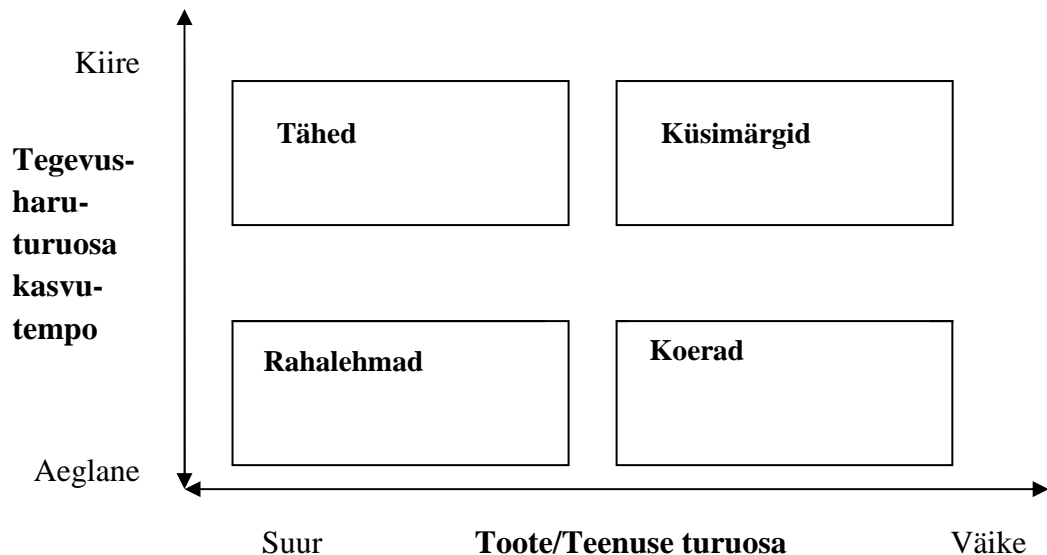 Kiire
Tähed
Küsimärgid
Tegevus-
haru-
turuosa
kasvu-
tempo
Rahalehmad
Koerad
Aeglane
Suur
Toote/Teenuse turuosa
Väike